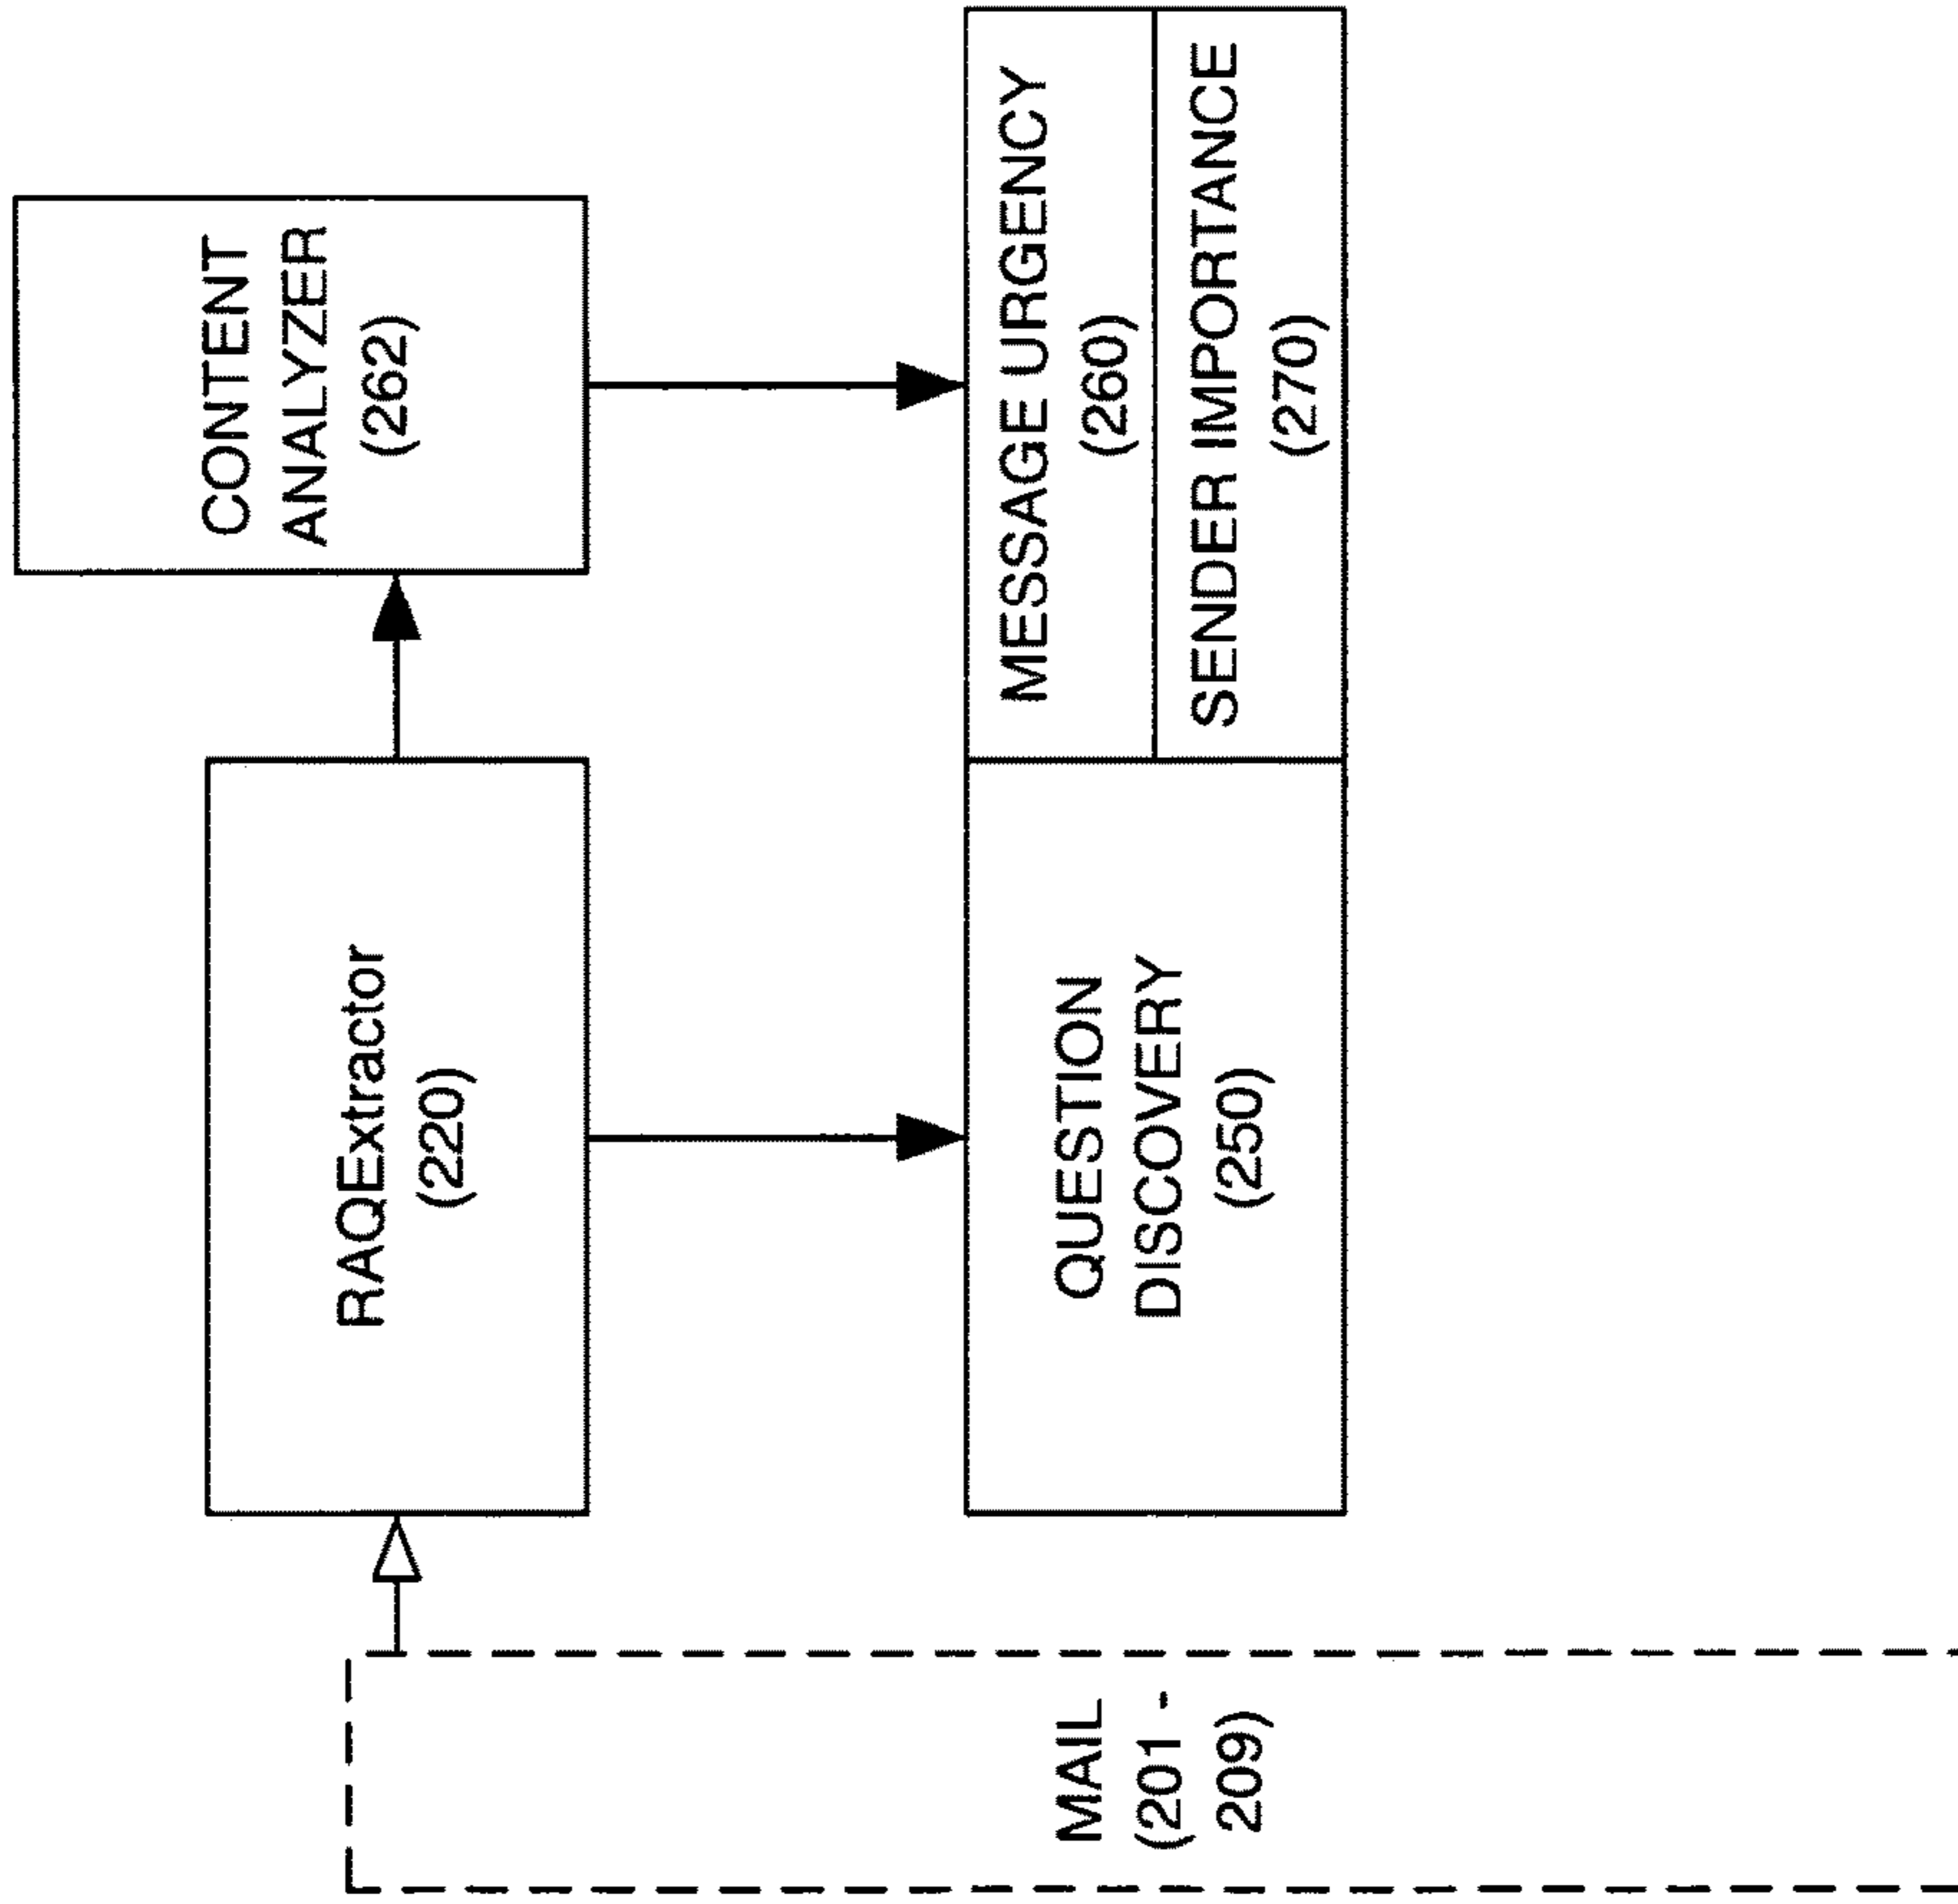 MAIL
(201 -
209)
RAQExtractor
(220)
CONTENT
ANALYZER
(262)
QUESTION
DISCOVERY
(250)
MESSAGE URGENCY
(260)
SENDER IMPORTANCE
(270)